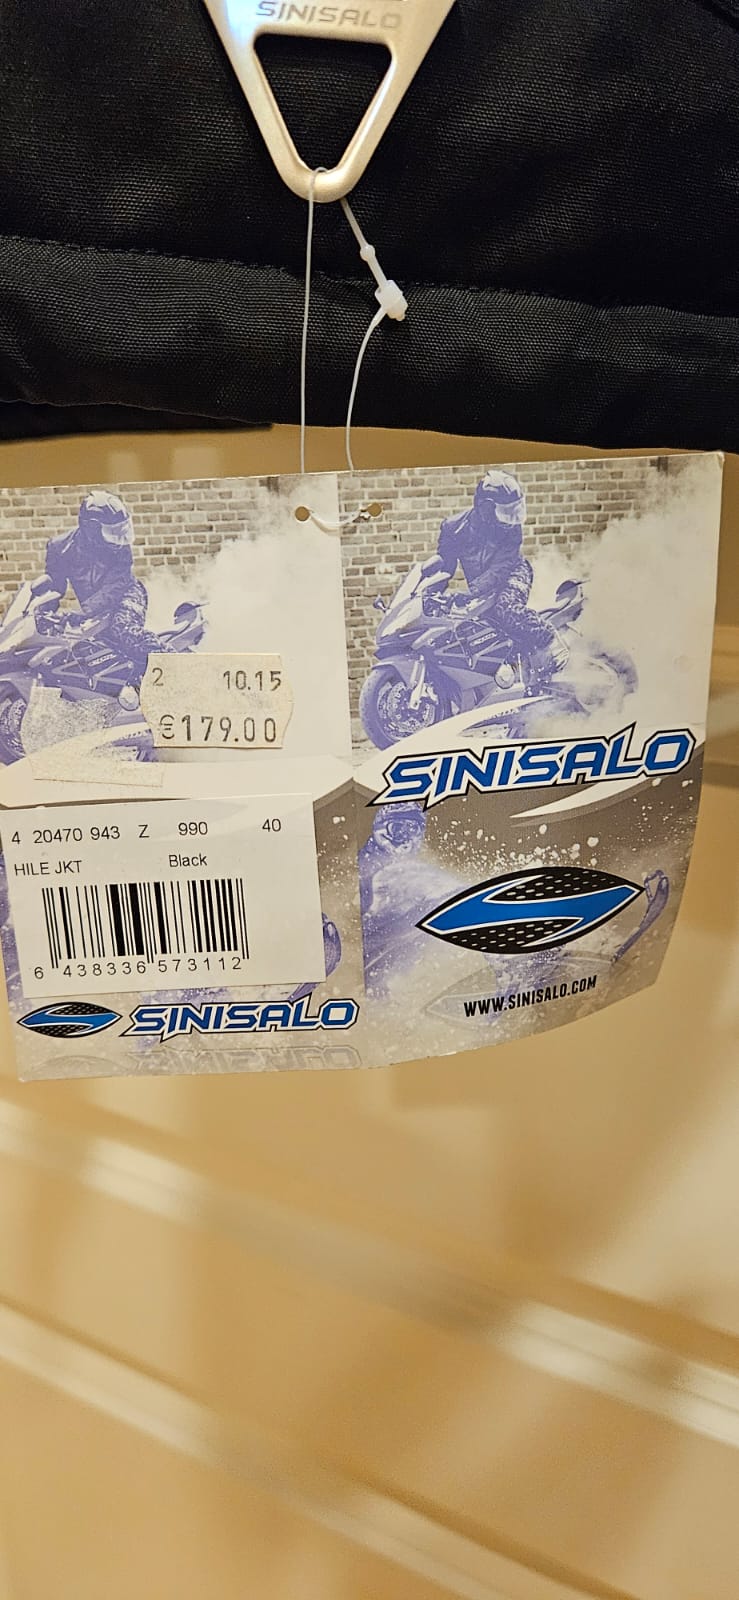 SINISALO
2 10.15
€179.00
4 20470 943 Z 990 40
HILE JKT Black
6 438336 573112
SINISALO
SINISALO
WWW.SINISALO.COM